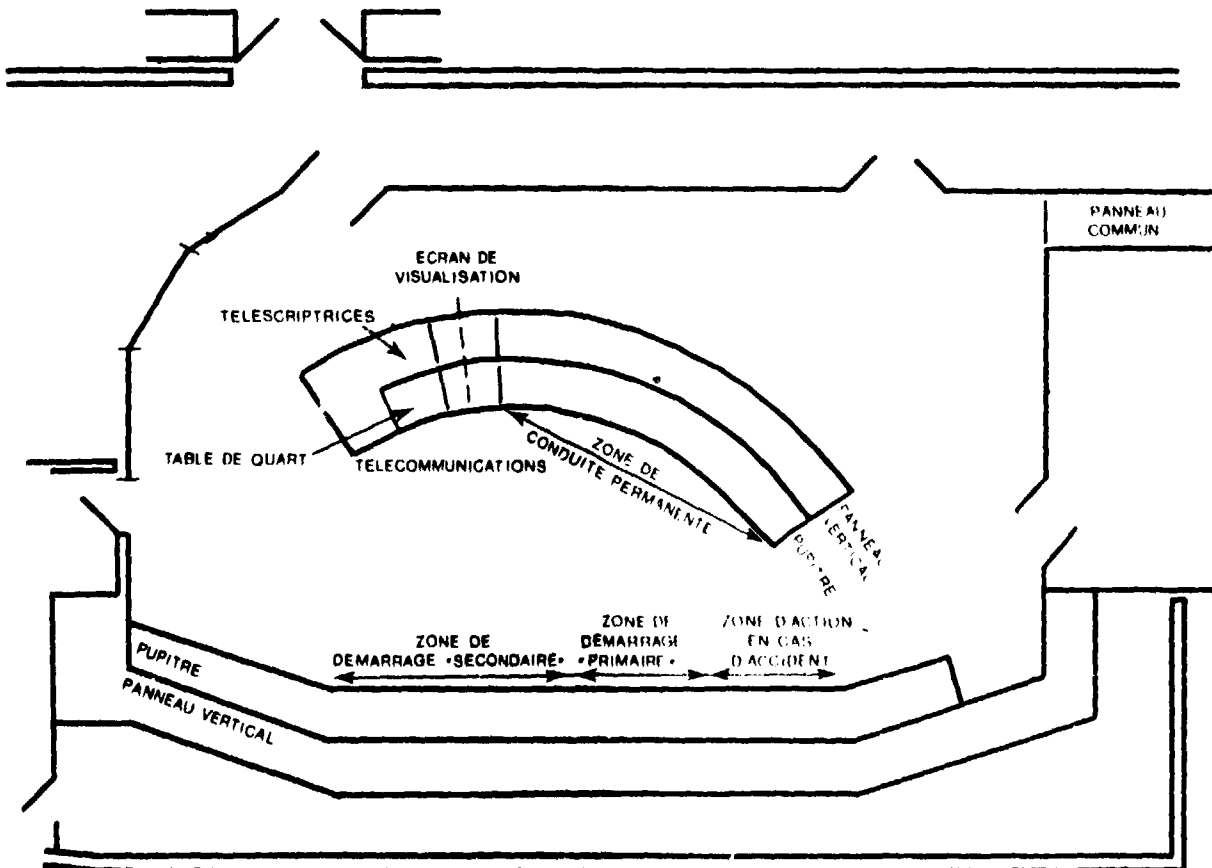 PANNEAU
COMMUN
ECRAN DE
VISUALISATION
TELESCRIPTRICES
TABLE DE QUART
TELECOMMUNICATIONS
ZONE DE
CONDUITE PERMANENTE
PANNEAU
VERTICAL
PUPITRE
ZONE DE
DEMARRAGE •SECONDAIRE•
ZONE DE
DÉMARRAGE
•PRIMAIRE•
ZONE D'ACTION
EN CAS
D'ACCIDENT
PUPITRE
PANNEAU VERTICAL